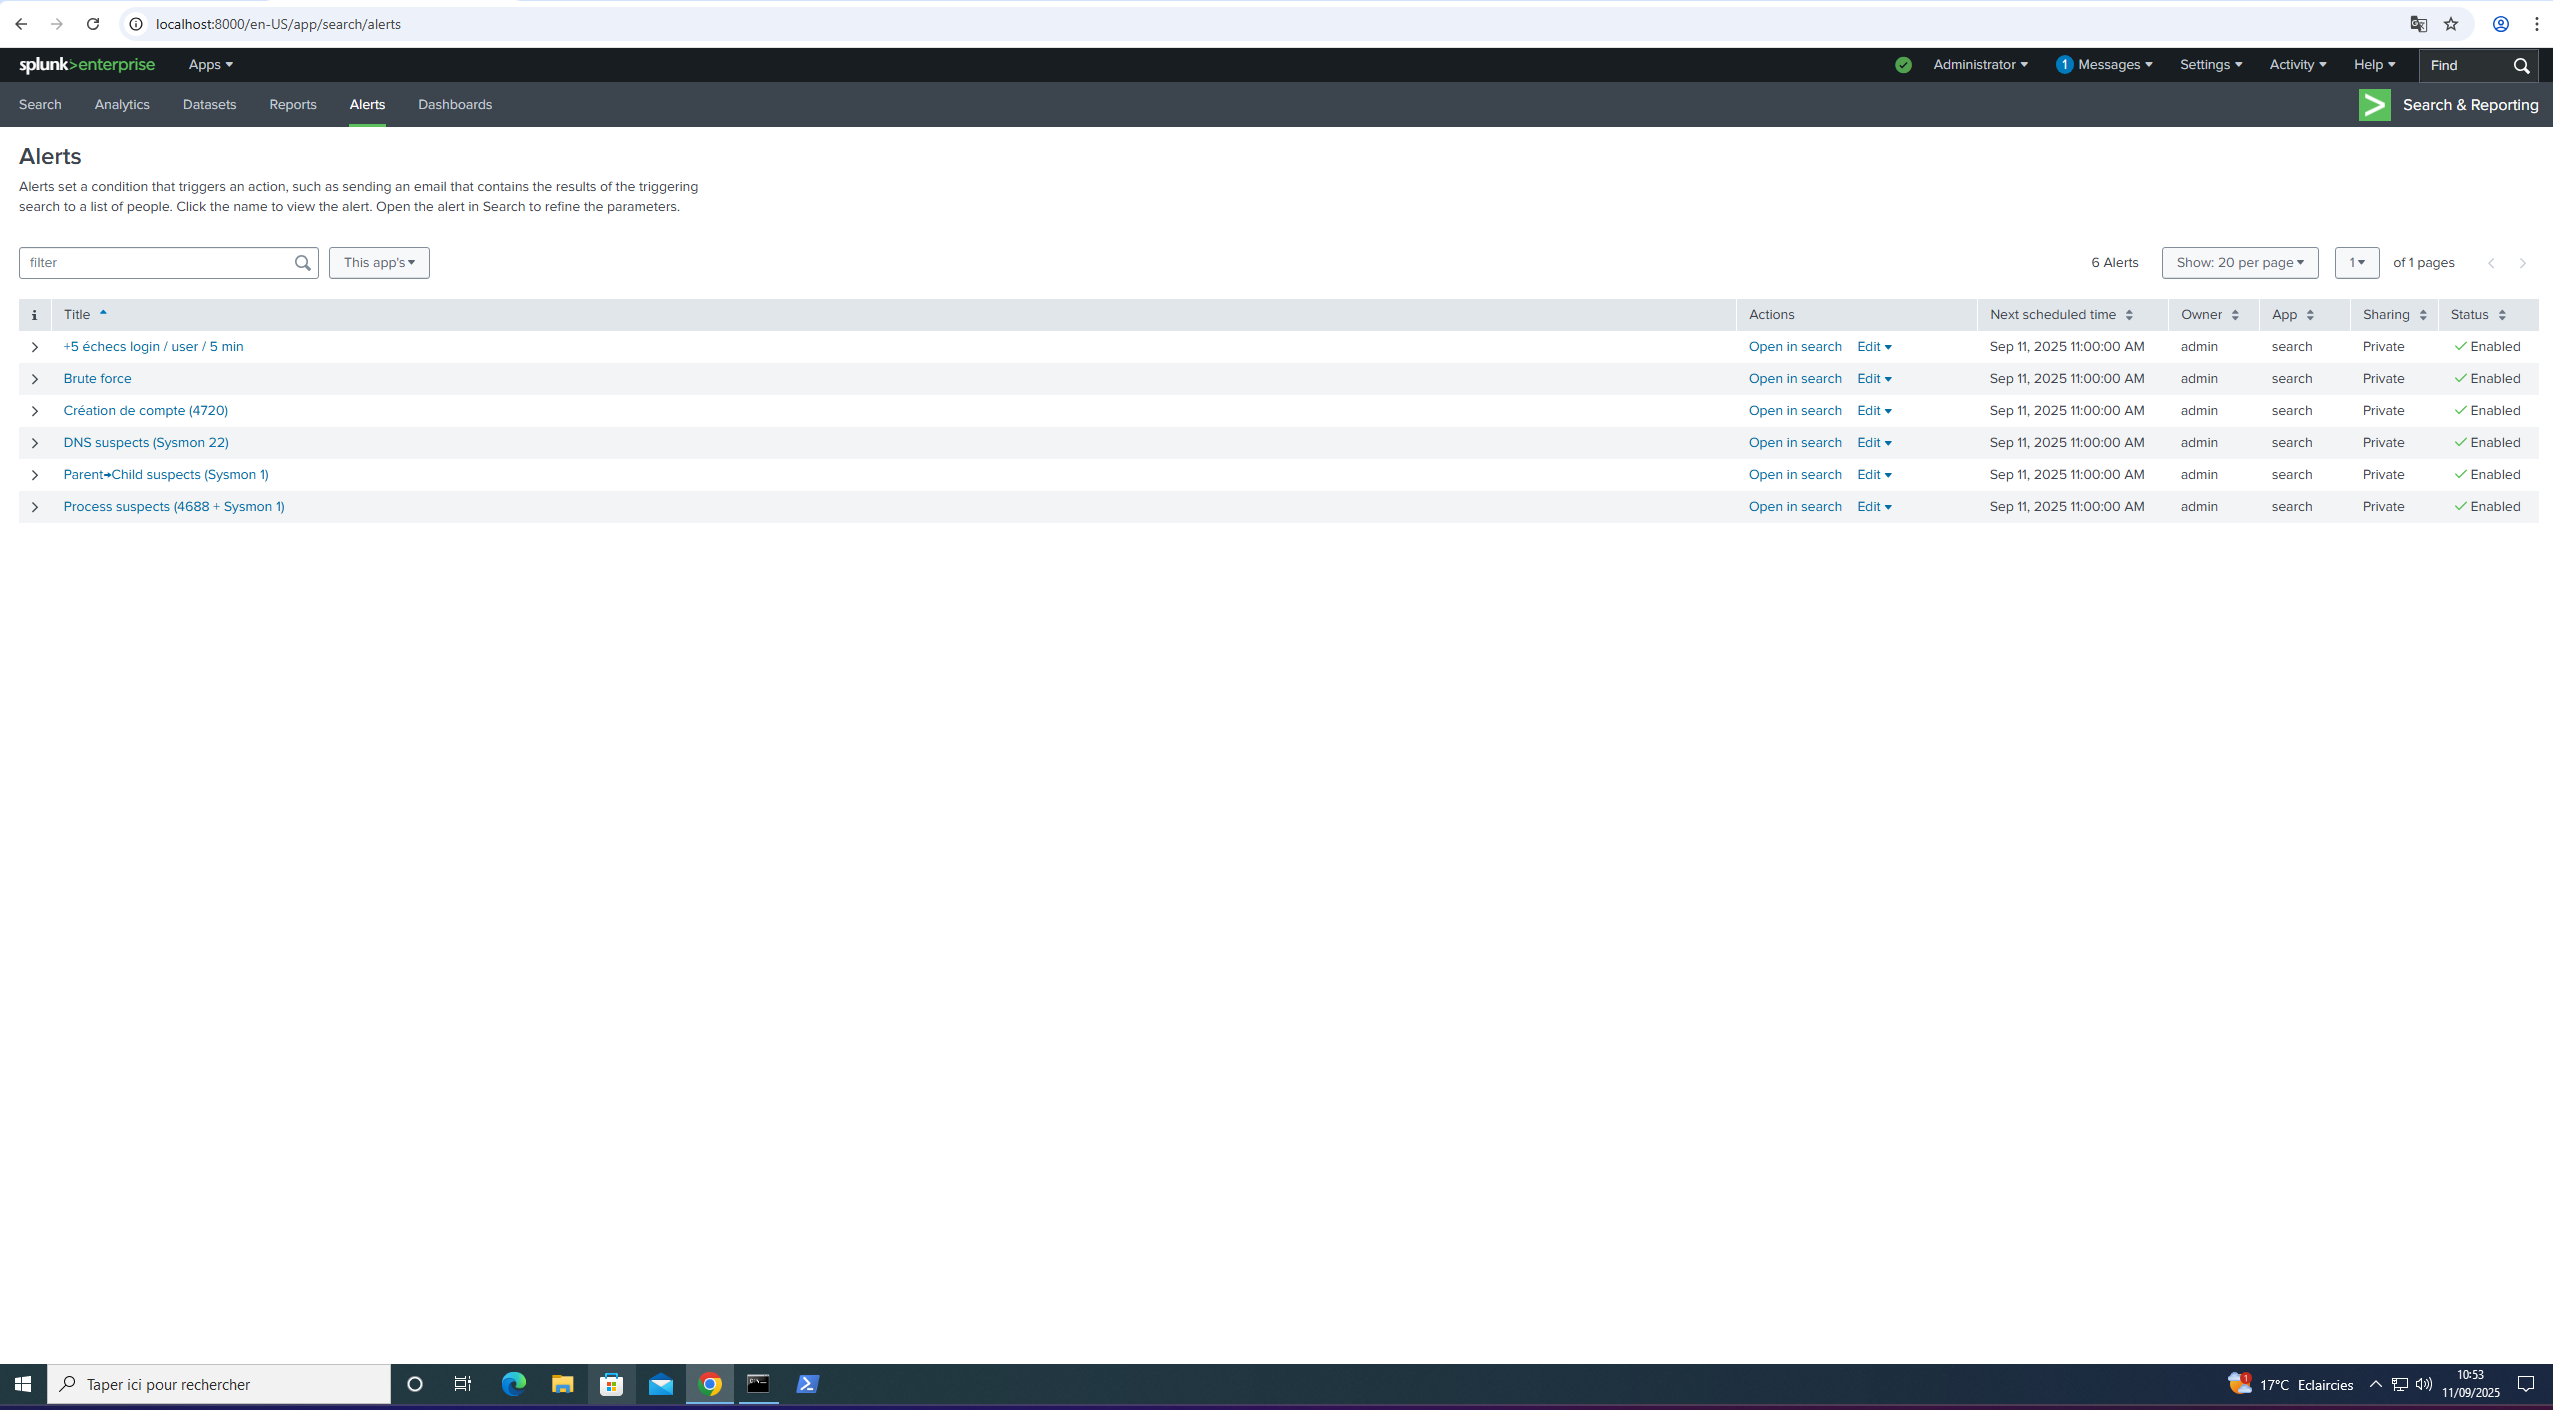 localhost:8000/en-US/app/search/alerts
splunk>enterprise Apps Administrator 1 Messages Settings Activity Help Find
Search Analytics Datasets Reports Alerts Dashboards > Search & Reporting
Alerts
Alerts set a condition that triggers an action, such as sending an email that contains the results of the triggering
search to a list of people. Click the name to view the alert. Open the alert in Search to refine the parameters.
filter This app's 6 Alerts Show: 20 per page 1 of 1 pages
i Title Actions Next scheduled time Owner App Sharing Status
+5 échecs login / user / 5 min Open in search Edit Sep 11, 2025 11:00:00 AM admin search Private Enabled
Brute force Open in search Edit Sep 11, 2025 11:00:00 AM admin search Private Enabled
Création de compte (4720) Open in search Edit Sep 11, 2025 11:00:00 AM admin search Private Enabled
DNS suspects (Sysmon 22) Open in search Edit Sep 11, 2025 11:00:00 AM admin search Private Enabled
Parent→Child suspects (Sysmon 1) Open in search Edit Sep 11, 2025 11:00:00 AM admin search Private Enabled
Process suspects (4688 + Sysmon 1) Open in search Edit Sep 11, 2025 11:00:00 AM admin search Private Enabled
Taper ici pour rechercher 1 17°C Eclaircies 10:53
11/09/2025